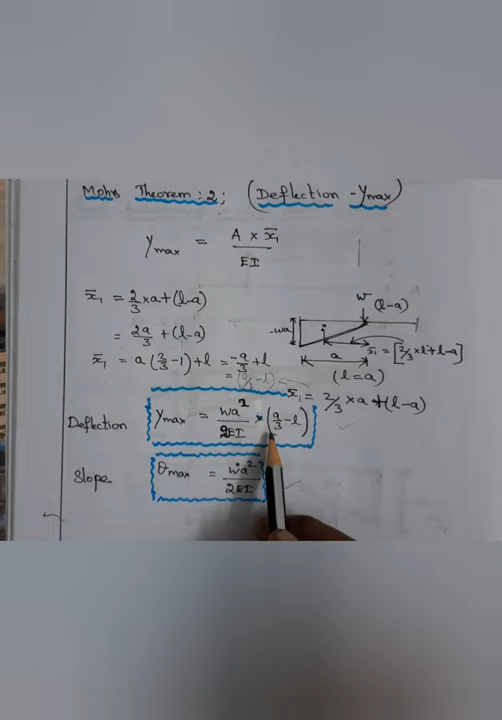 Mohrs Theorem: 2; (Deflection - Ymax)
Ymax = A × x̄₁ / EI
x̄₁ = 2/3 × a + (l-a)
= 2a/3 + (l-a)
x̄₁ = a(2/3 - 1) + l = -a/3 + l
= (a/3 - l)
W (l-a)
-wa
x̄₁ = [2/3 × l + l-a]
a
(l=a)
x̄₁ = 2/3 × a + (l-a)
Deflection Ymax = Wa²/2EI × (a/3 - l)
Slope θmax = Wa²/2EI